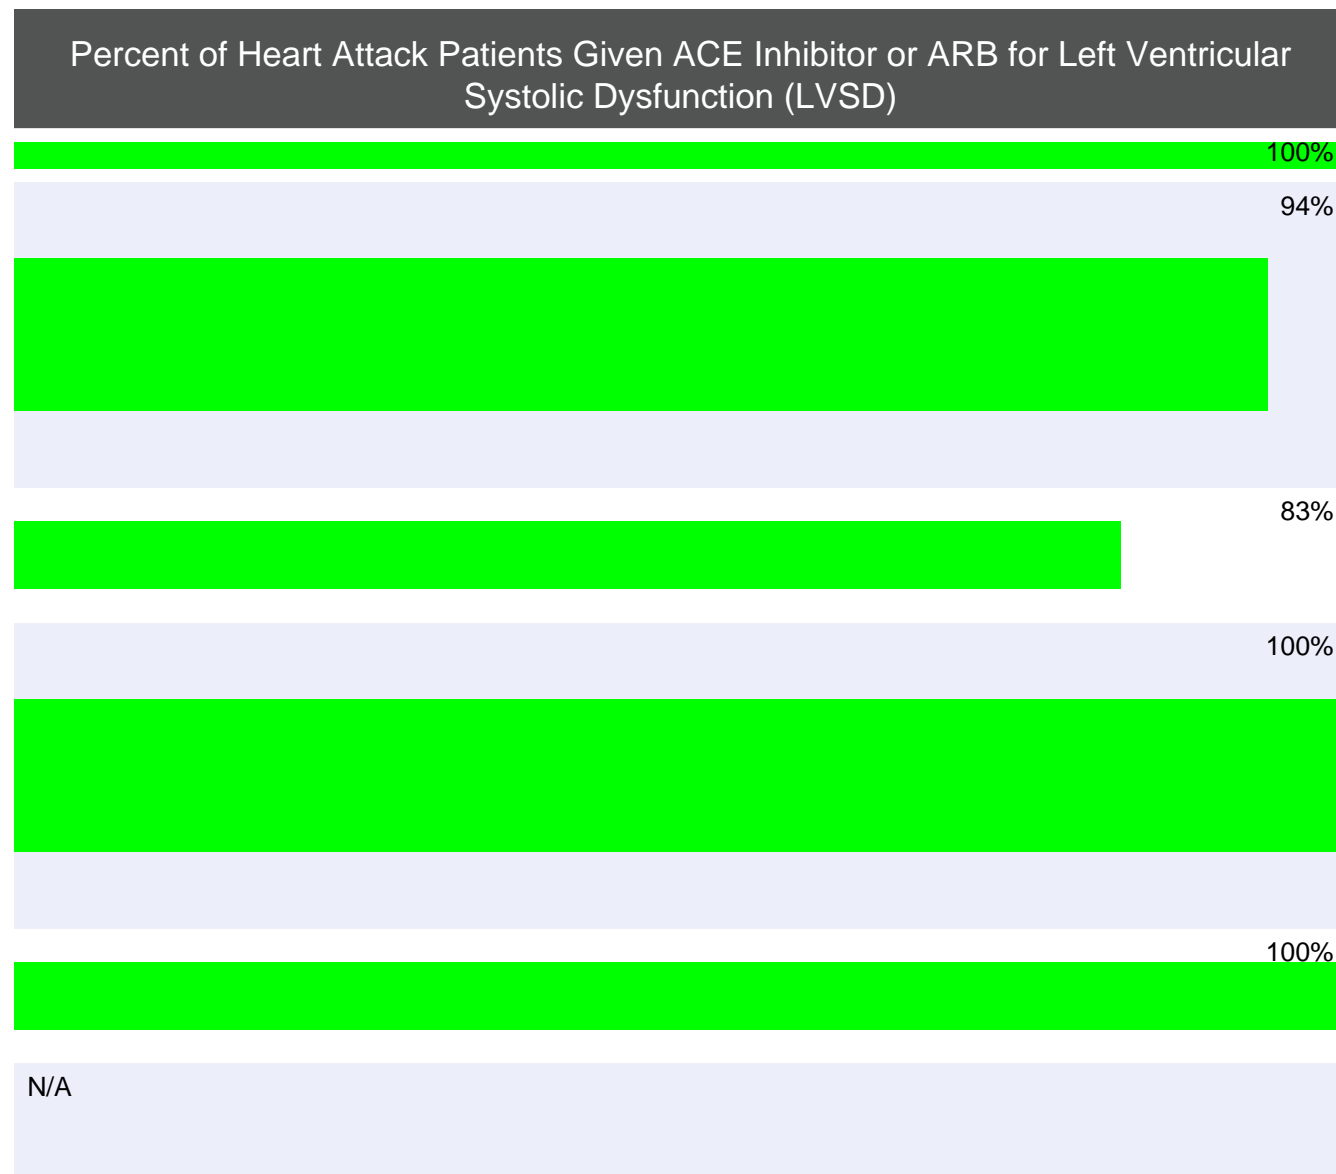 Percent of Heart Attack Patients Given ACE Inhibitor or ARB for Left Ventricular
Systolic Dysfunction (LVSD)
100%
94%
83%
100%
100%
N/A